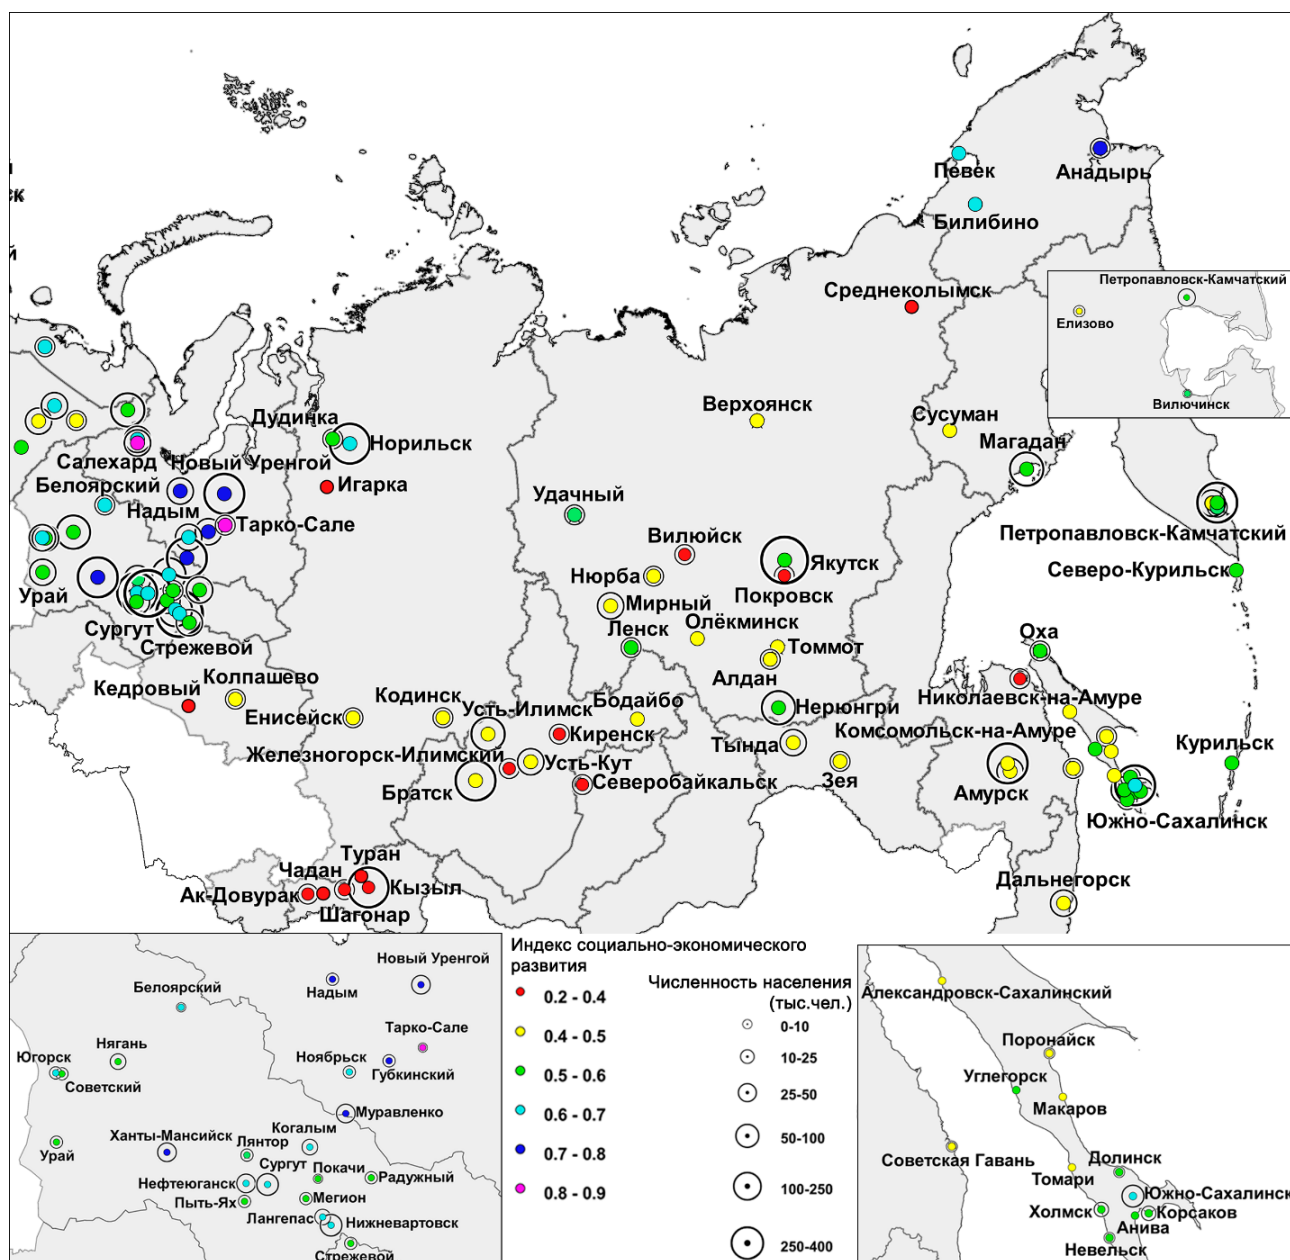 ск
й
Певек
Анадырь
Билибино
Петропавловск-Камчатский
Елизово
Вилючинск
Среднеколымск
Верхоянск
Сусуман
Магадан
Дудинка
Норильск
Салехард
Новый Уренгой
Игарка
Белоярский
Надым
Тарко-Сале
Удачный
Вилюйск
Якутск
Нюрба
Покровск
Петропавловск-Камчатский
Северо-Курильск
Урай
Мирный
Олёкминск
Сургут
Ленск
Томмот
Стрежевой
Алдан
Оха
Кедровый
Колпашево
Енисейск
Кодинск
Усть-Илимск
Бодайбо
Нерюнгри
Николаевск-на-Амуре
Киренск
Тында
Комсомольск-на-Амуре
Курильск
Железногорск-Илимский
Усть-Кут
Братск
Северобайкальск
Зея
Амурск
Южно-Сахалинск
Туран
Чадан
Ак-Довурак
Кызыл
Шагонар
Дальнегорск
Новый Уренгой
Белоярский
Надым
Тарко-Сале
Нягань
Югорск
Советский
Ноябрьск
Губкинский
Муравленко
Ханты-Мансийск
Когалым
Урай
Лянтор
Сургут
Покачи
Нефтеюганск
Радужный
Пыть-Ях
Мегион
Лангепас
Нижневартовск
Стрежевой
Индекс социально-экономического
развития
0.2 - 0.4
0.4 - 0.5
0.5 - 0.6
0.6 - 0.7
0.7 - 0.8
0.8 - 0.9
Численность населения
(тыс.чел.)
0-10
10-25
25-50
50-100
100-250
250-400
Александровск-Сахалинский
Поронайск
Углегорск
Макаров
Советская Гавань
Долинск
Томари
Южно-Сахалинск
Холмск
Корсаков
Анива
Невельск